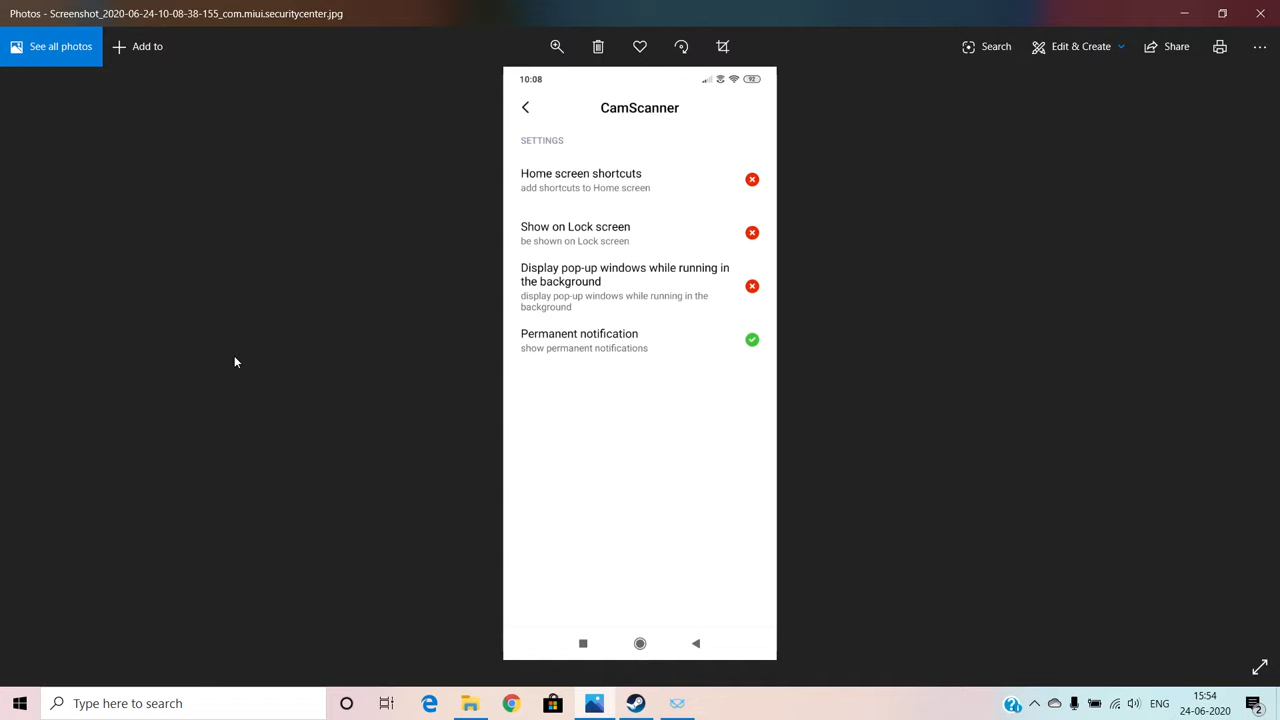 Photos - Screenshot_2020-06-24-10-08-38-155_com.miui.securitycenter.jpg
See all photos
Add to
Search
Edit & Create
Share
10:08
92
CamScanner
SETTINGS
Home screen shortcuts
add shortcuts to Home screen
Show on Lock screen
be shown on Lock screen
Display pop-up windows while running in
the background
display pop-up windows while running in the
background
Permanent notification
show permanent notifications
Type here to search
ENG
15:54
24-06-2020
2